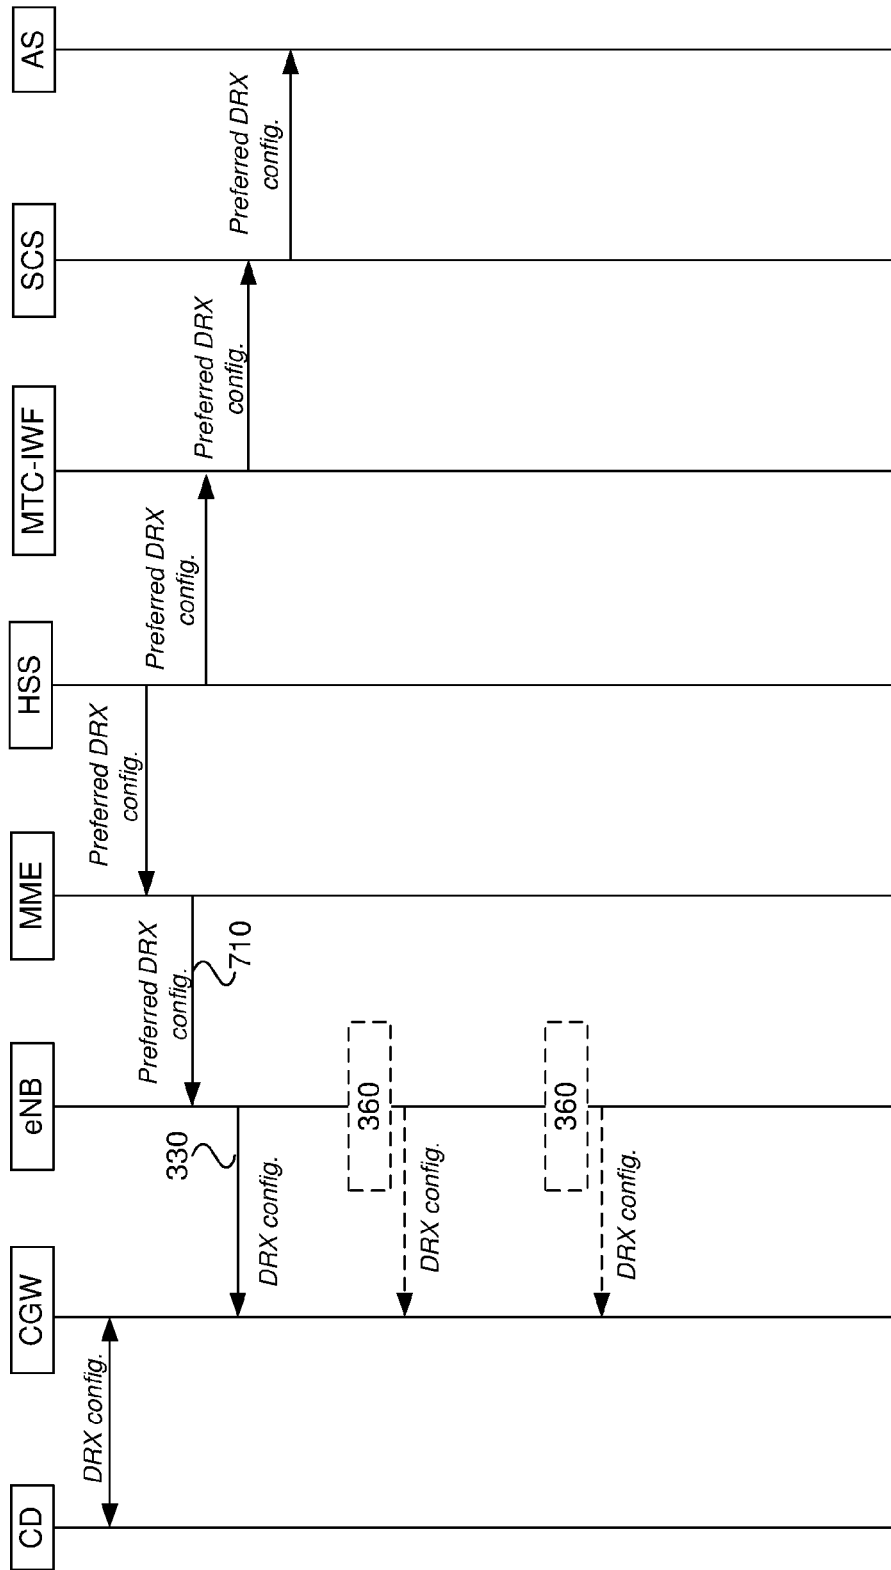 CD
CGW
eNB
MME
HSS
MTC-IWF
SCS
AS
DRX config.
Preferred DRX
config.
Preferred DRX
config.
710
Preferred DRX
config.
Preferred DRX
config.
Preferred DRX
config.
330
DRX config.
360
DRX config.
360
DRX config.